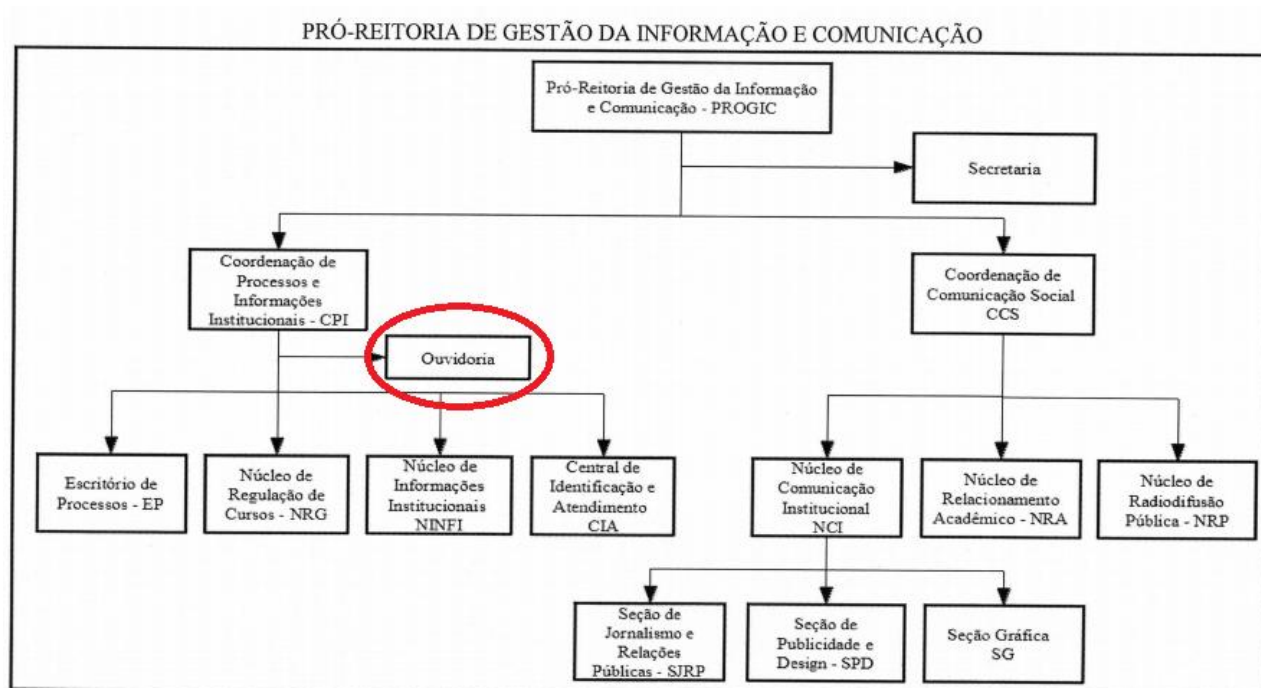 PRÓ-REITORIA DE GESTÃO DA INFORMAÇÃO E COMUNICAÇÃO
Pró-Reitoria de Gestão da Informação
e Comunicação - PROGIC
Secretaria
Coordenação de
Processos e
Informações
Institucionais - CPI
Coordenação de
Comunicação Social
CCS
Ouvidoria
Escritório de
Processos - EP
Núcleo de
Regulação de
Cursos - NRG
Núcleo de
Informações
Institucionais
NINFI
Central de
Identificação e
Atendimento
CIA
Núcleo de
Comunicação
Institucional
NCI
Núcleo de
Relacionamento
Acadêmico - NRA
Núcleo de
Radiodifusão
Pública - NRP
Seção de
Jornalismo e
Relações
Públicas - SJRP
Seção de
Publicidade e
Design - SPD
Seção Gráfica
SG